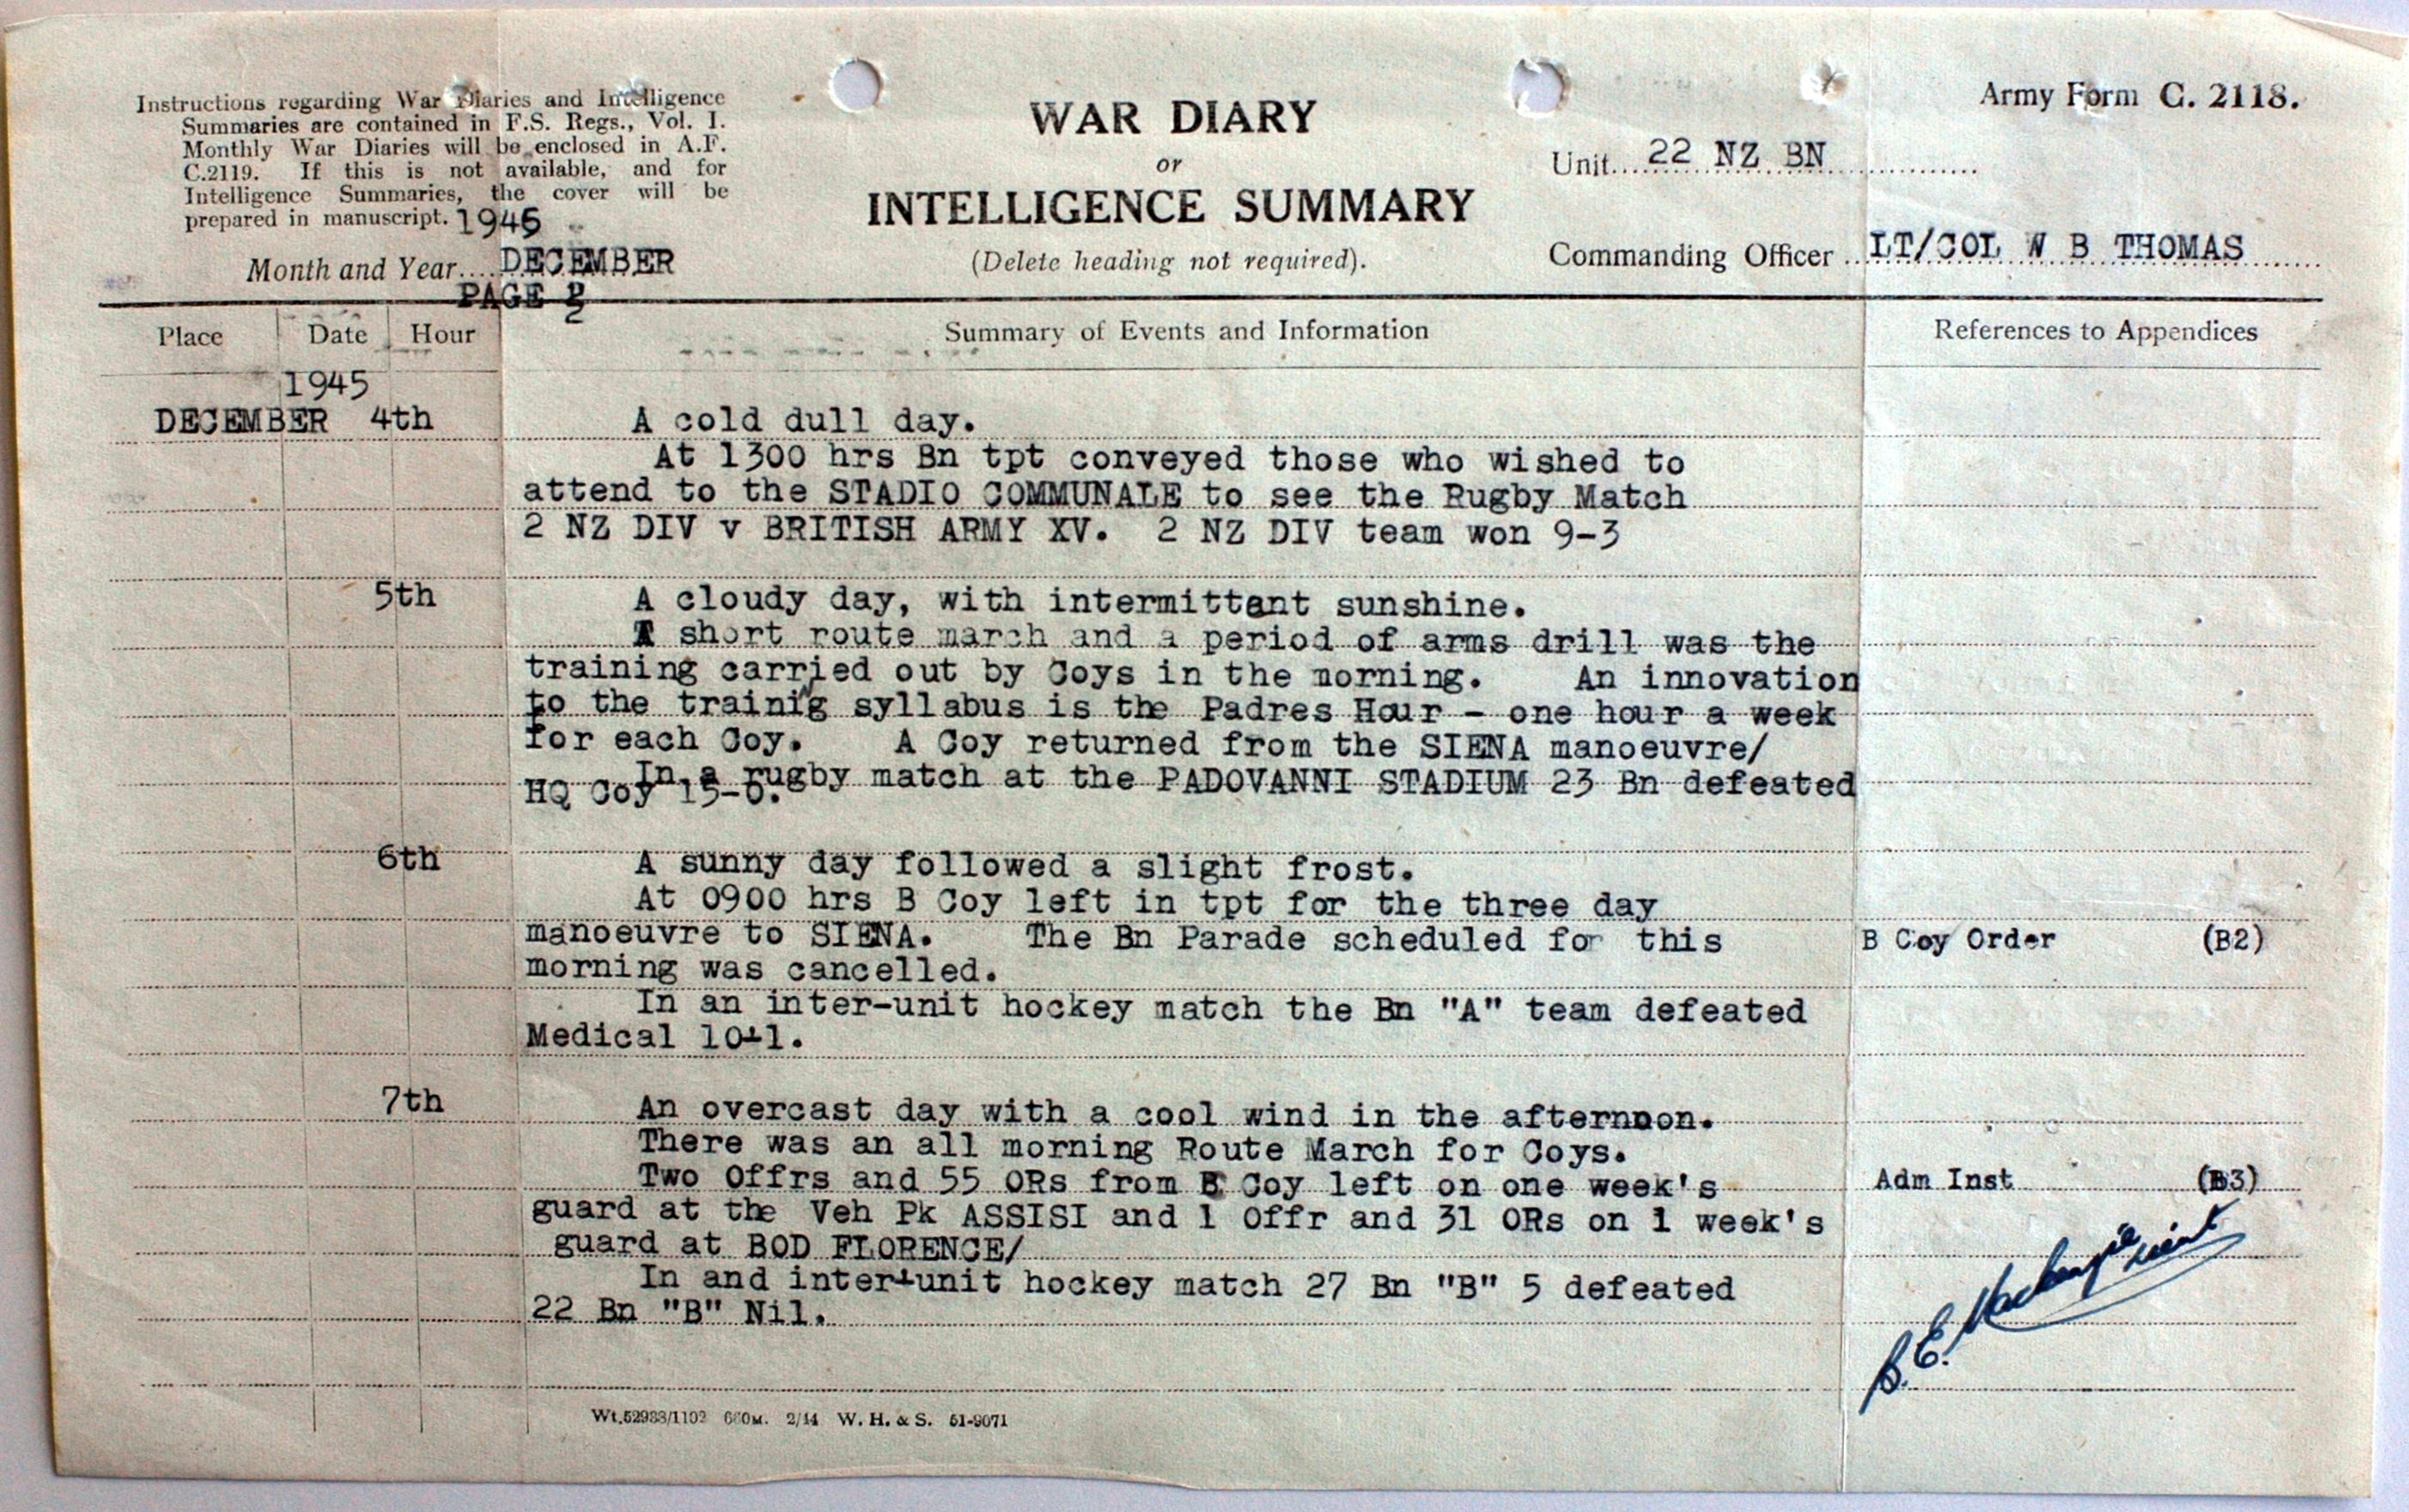 Instructions regarding War Diaries and Intelligence
Summaries are contained in F.S. Regs., Vol. I.
Monthly War Diaries will be enclosed in A.F.
C.2119. If this is not available, and for
Intelligence Summaries, the cover will be
prepared in manuscript. 1945
Month and Year.... DECEMBER
PAGE 2
WAR DIARY
or
INTELLIGENCE SUMMARY
(Delete heading not required).
Army Form C. 2118.
Unit... 22 NZ BN
Commanding Officer ... LT/COL W B THOMAS
Place Date Hour Summary of Events and Information References to Appendices
1945
DECEMBER 4th A cold dull day.
At 1300 hrs Bn tpt conveyed those who wished to
attend to the STADIO COMMUNALE to see the Rugby Match
2 NZ DIV v BRITISH ARMY XV. 2 NZ DIV team won 9-3
5th A cloudy day, with intermittant sunshine.
A short route march and a period of arms drill was the
training carried out by Coys in the morning. An innovation
to the trainig syllabus is the Padres Hour - one hour a week
for each Coy. A Coy returned from the SIENA manoeuvre/
In a rugby match at the PADOVANNI STADIUM 23 Bn defeated
HQ Coy 15-0.
6th A sunny day followed a slight frost.
At 0900 hrs B Coy left in tpt for the three day
manoeuvre to SIENA. The Bn Parade scheduled for this B Coy Order (B2)
morning was cancelled.
In an inter-unit hockey match the Bn "A" team defeated
Medical 10-1.
7th An overcast day with a cool wind in the afternoon.
There was an all morning Route March for Coys.
Two Offrs and 55 ORs from B Coy left on one week's Adm Inst (B3)
guard at the Veh Pk ASSISI and 1 Offr and 31 ORs on 1 week's
guard at BOD FLORENCE/
In and inter-unit hockey match 27 Bn "B" 5 defeated
22 Bn "B" Nil.
Wt.52938/1102 660M. 2/44 W. H. & S. 51-9071